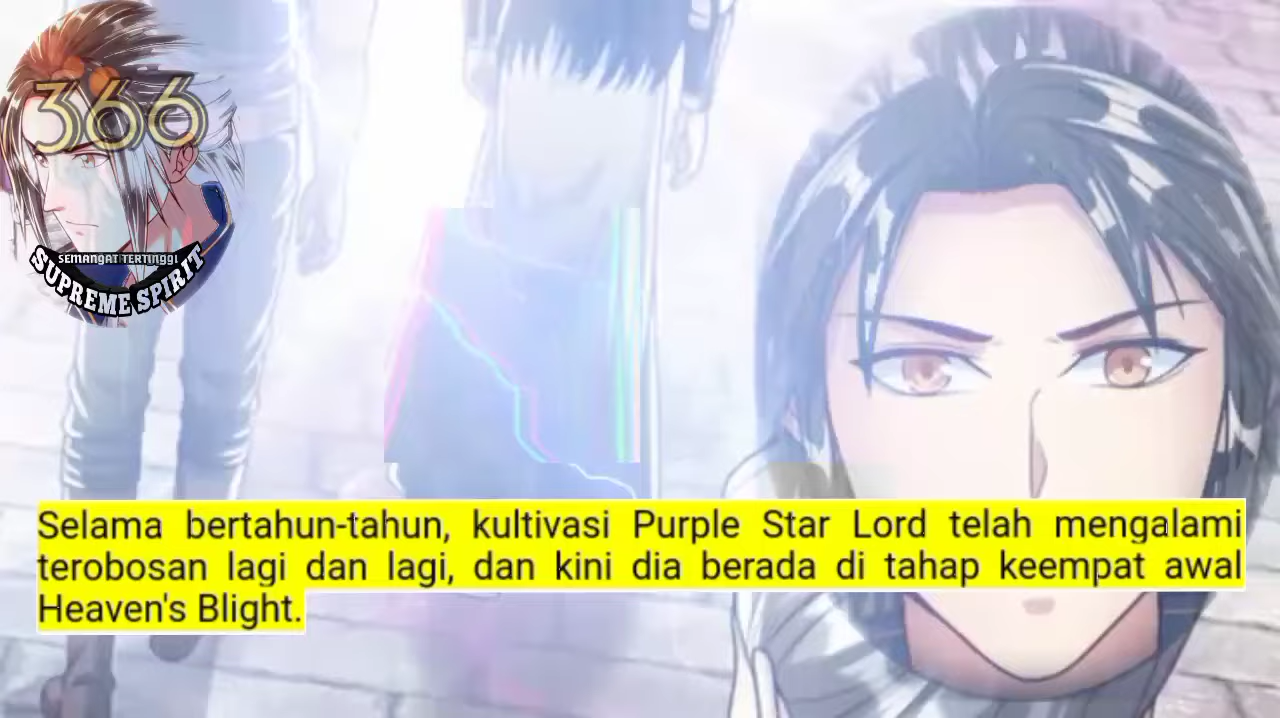 366
SEMANGAT TERTINGGI
SUPREME SPIRIT
Selama bertahun-tahun, kultivasi Purple Star Lord telah mengalami
terobosan lagi dan lagi, dan kini dia berada di tahap keempat awal
Heaven's Blight.